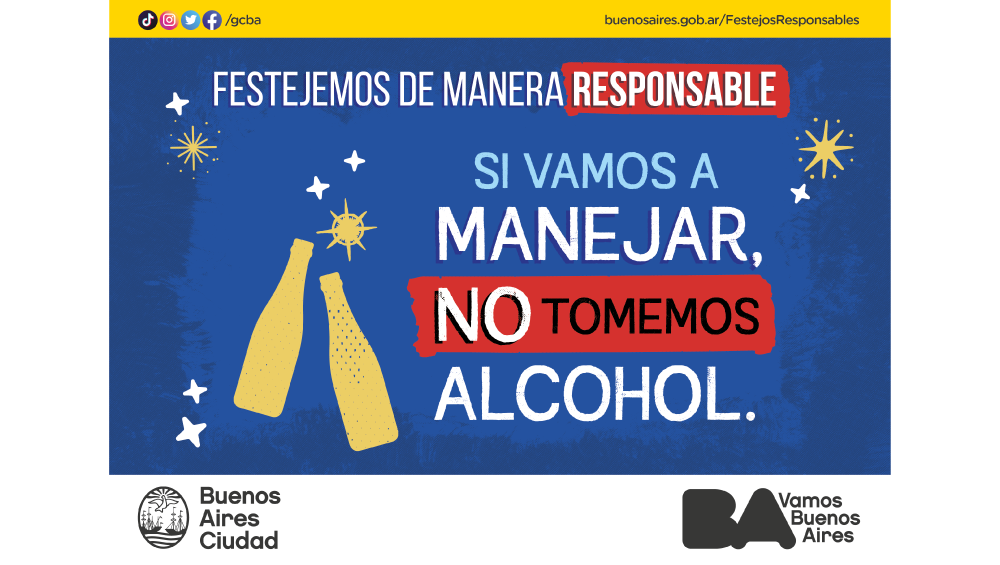 /gcba
buenosaires.gob.ar/FestejosResponsables
FESTEJEMOS DE MANERA RESPONSABLE
SI VAMOS A
MANEJAR,
NO TOMEMOS
ALCOHOL.
Buenos
Aires
Ciudad
BA
Vamos
Buenos
Aires